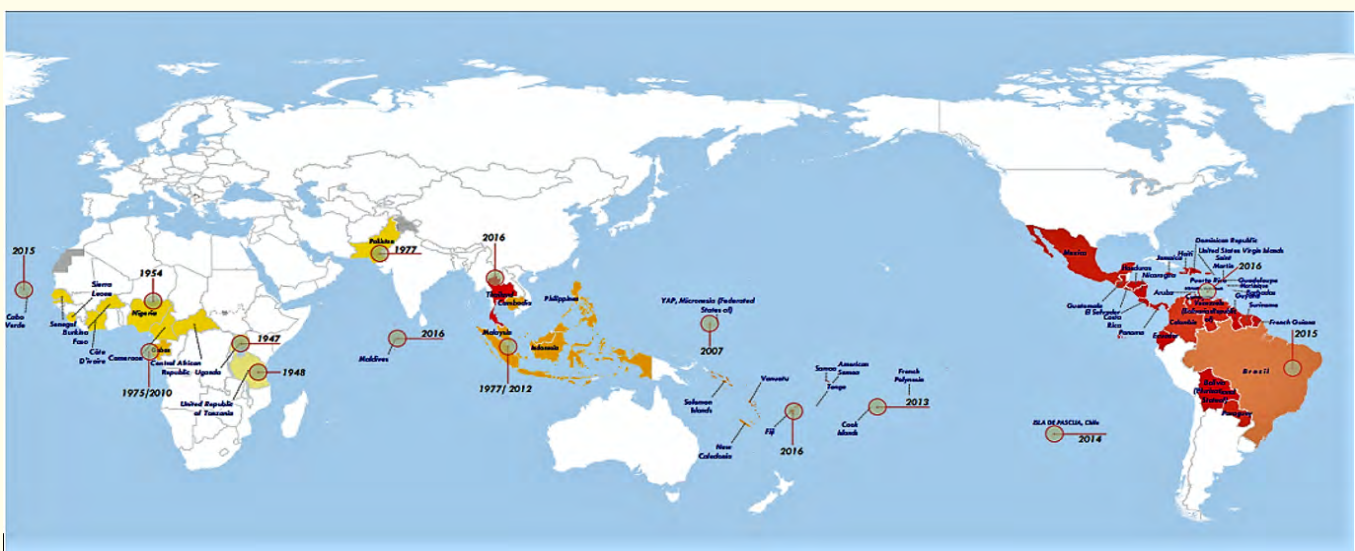 2015
Cabo
Verde
Senegal
Sierra
Leone
Burkina
Faso
Côte
D'ivoire
1954
Nigeria
Cameroon
Gabon
1975/2010
Central African
Republic
Uganda
1947
1948
United Republic
of Tanzania
Pakistan
1977
Maldives
2016
2016
Thailand
Cambodia
Malaysia
Indonesia
1977/ 2012
Philippines
YAP, Micronesia (Federated
States of)
2007
Solomon
Islands
Vanuatu
New
Caledonia
Fiji
2016
Samoa
American
Samoa
Tonga
Cook
Islands
French
Polynesia
2013
ISLA DE PASCUA, Chile
2014
Mexico
Guatemala
El Salvador
Honduras
Nicaragua
Costa
Rica
Panama
Jamaica
Haiti
Dominican Republic
United States Virgin Islands
Saint
Martin
2016
Puerto Rico
Guadeloupe
Martinique
Barbados
Aruba
Venezuela
Colombia
Ecuador
Guyana
Suriname
French Guiana
2015
Brazil
Bolivia
Paraguay